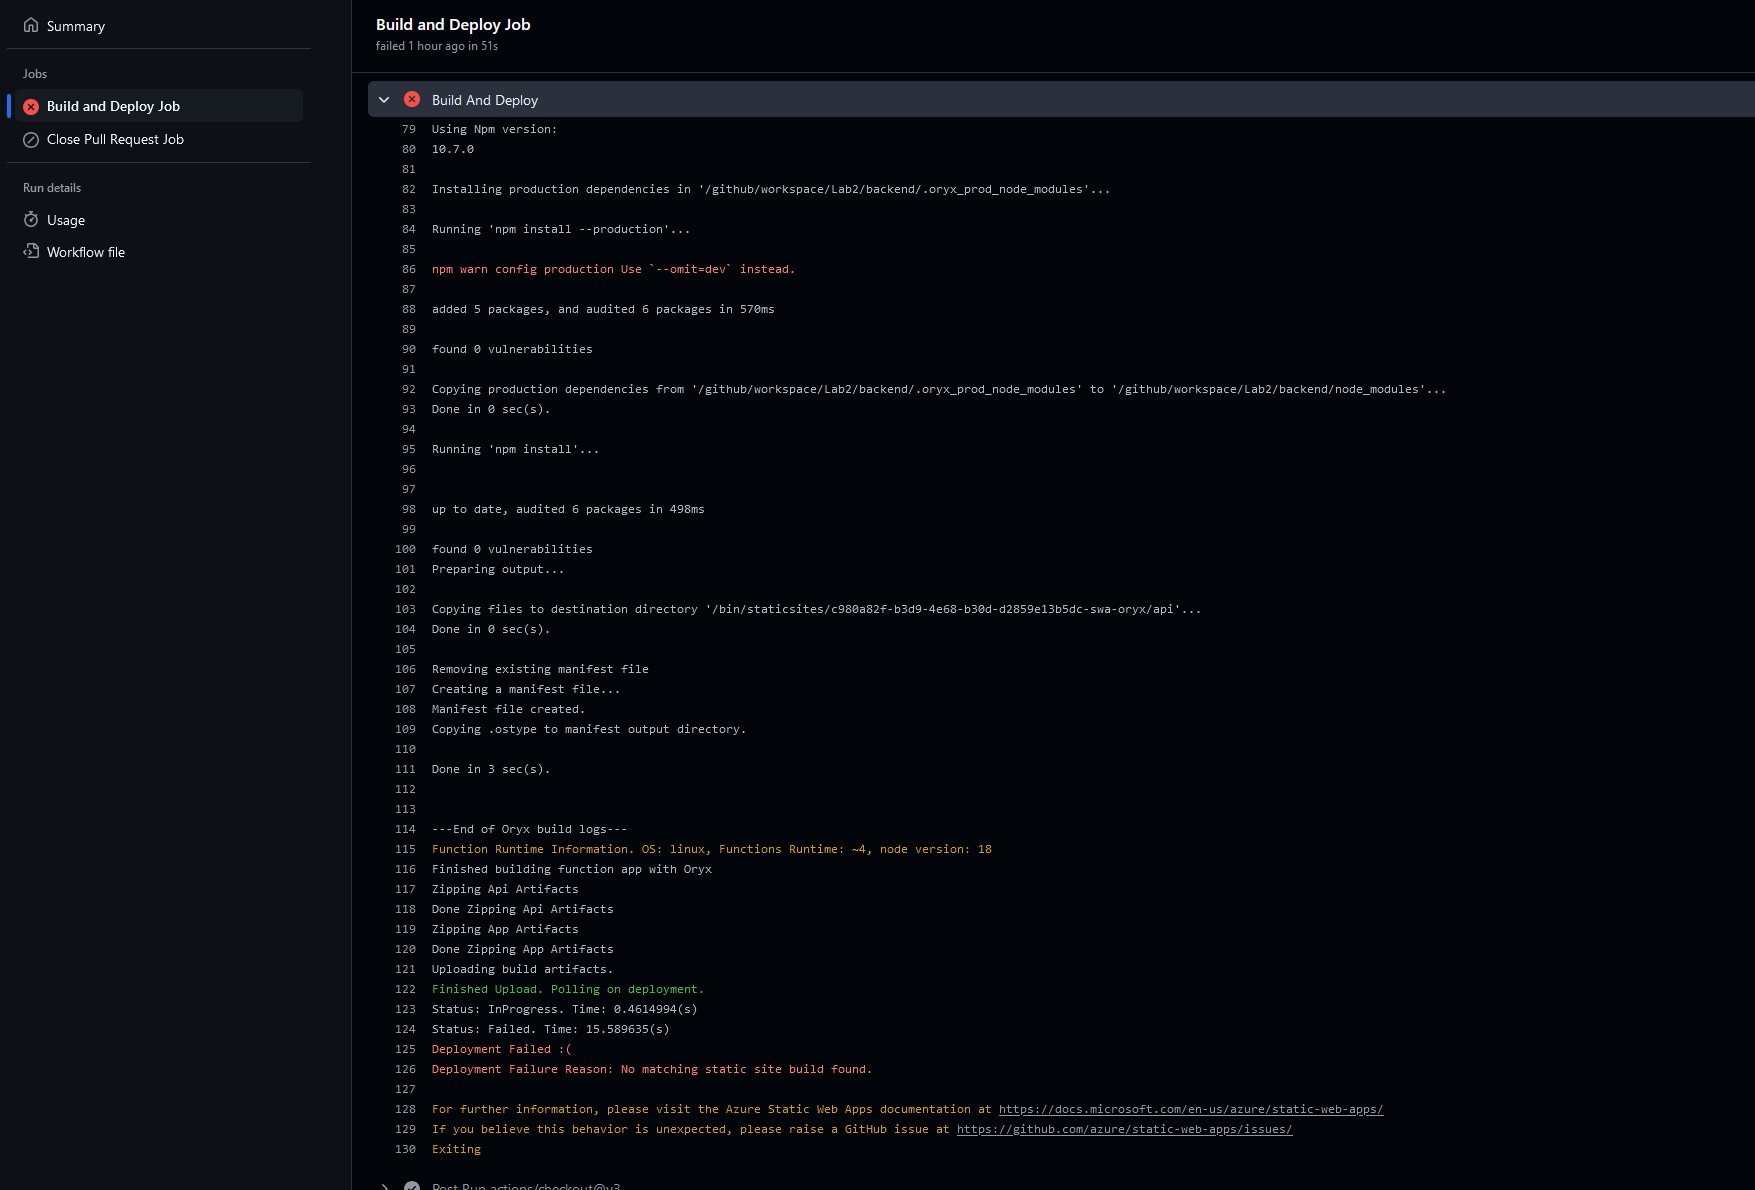 Summary
Jobs
Build and Deploy Job
Close Pull Request Job
Run details
Usage
Workflow file
Build and Deploy Job
failed 1 hour ago in 51s
Build And Deploy
79 Using Npm version:
80 10.7.0
81
82 Installing production dependencies in '/github/workspace/Lab2/backend/.oryx_prod_node_modules'...
83
84 Running 'npm install --production'...
85
86 npm warn config production Use `--omit=dev` instead.
87
88 added 5 packages, and audited 6 packages in 570ms
89
90 found 0 vulnerabilities
91
92 Copying production dependencies from '/github/workspace/Lab2/backend/.oryx_prod_node_modules' to '/github/workspace/Lab2/backend/node_modules'...
93 Done in 0 sec(s).
94
95 Running 'npm install'...
96
97
98 up to date, audited 6 packages in 498ms
99
100 found 0 vulnerabilities
101 Preparing output...
102
103 Copying files to destination directory '/bin/staticsites/c980a82f-b3d9-4e68-b30d-d2859e13b5dc-swa-oryx/api'...
104 Done in 0 sec(s).
105
106 Removing existing manifest file
107 Creating a manifest file...
108 Manifest file created.
109 Copying .ostype to manifest output directory.
110
111 Done in 3 sec(s).
112
113
114 ---End of Oryx build logs---
115 Function Runtime Information. OS: linux, Functions Runtime: ~4, node version: 18
116 Finished building function app with Oryx
117 Zipping Api Artifacts
118 Done Zipping Api Artifacts
119 Zipping App Artifacts
120 Done Zipping App Artifacts
121 Uploading build artifacts.
122 Finished Upload. Polling on deployment.
123 Status: InProgress. Time: 0.4614994(s)
124 Status: Failed. Time: 15.589635(s)
125 Deployment Failed :(
126 Deployment Failure Reason: No matching static site build found.
127
128 For further information, please visit the Azure Static Web Apps documentation at https://docs.microsoft.com/en-us/azure/static-web-apps/
129 If you believe this behavior is unexpected, please raise a GitHub issue at https://github.com/azure/static-web-apps/issues/
130 Exiting
Post Run actions/checkout@v3